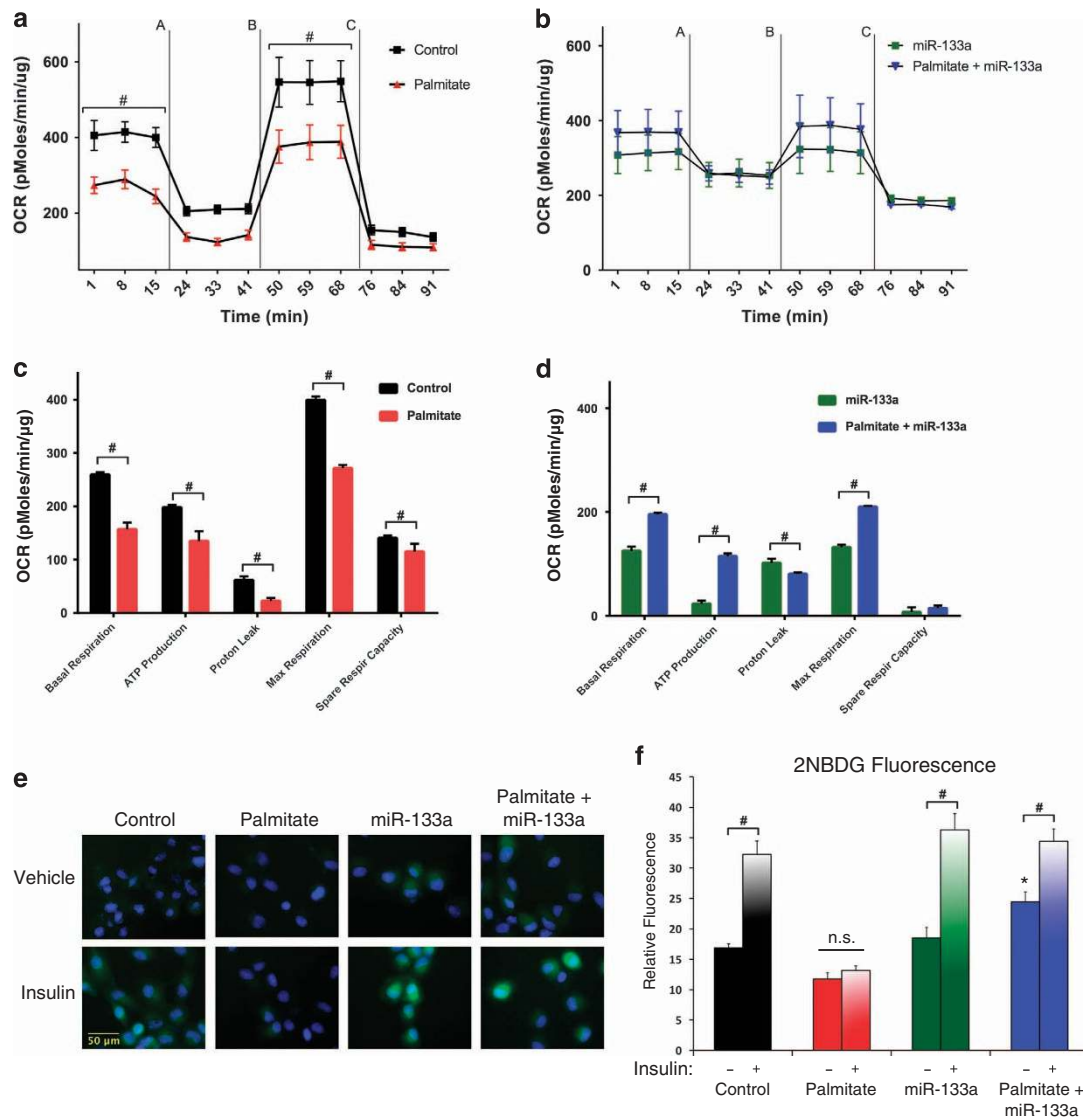 a
A
B
C
OCR (pMoles/min/ug)
600
400
200
#
#
Control
Palmitate
1 8 15 24 33 41 50 59 68 76 84 91
Time (min)
b
A
B
C
OCR (pMoles/min/ug)
600
400
200
0
miR-133a
Palmitate + miR-133a
1 8 15 24 33 41 50 59 68 76 84 91
Time (min)
c
OCR (pMoles/min/µg)
400
300
200
100
0
# # # # #
Control
Palmitate
Basal Respiration
ATP Production
Proton Leak
Max Respiration
Spare Respir Capacity
d
OCR (pMoles/min/µg)
400
200
0
# # # #
miR-133a
Palmitate + miR-133a
Basal Respiration
ATP Production
Proton Leak
Max Respiration
Spare Respir Capacity
e
Control
Palmitate
miR-133a
Palmitate +
miR-133a
Vehicle
Insulin
50 µm
f
2NBDG Fluorescence
Relative Fluorescence
45
40
35
30
25
20
15
10
5
0
#
n.s.
#
#
*
Insulin: – + – + – + – +
Control
Palmitate
miR-133a
Palmitate +
miR-133a